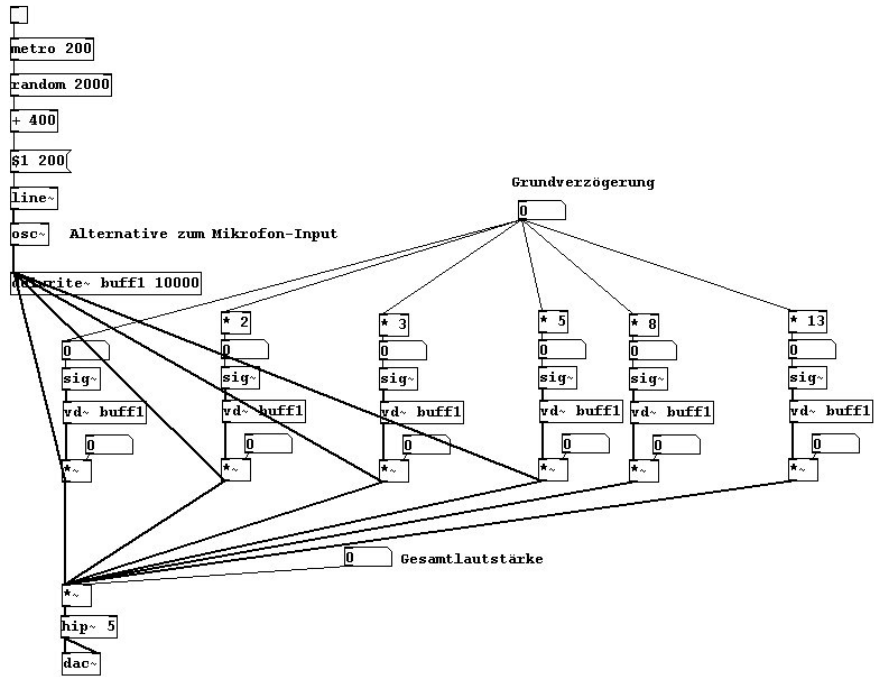 metro 200
random 2000
+ 400
$1 200
line~
Grundverzögerung
0
osc~ Alternative zum Mikrofon-Input
delwrite~ buff1 10000
* 2 * 3 * 5 * 8 * 13
0 0 0 0 0 0
sig~ sig~ sig~ sig~ sig~ sig~
vd~ buff1 vd~ buff1 vd~ buff1 vd~ buff1 vd~ buff1 vd~ buff1
0 0 0 0 0 0
*~ *~ *~ *~ *~ *~
0 Gesamtlautstärke
*~
hip~ 5
dac~